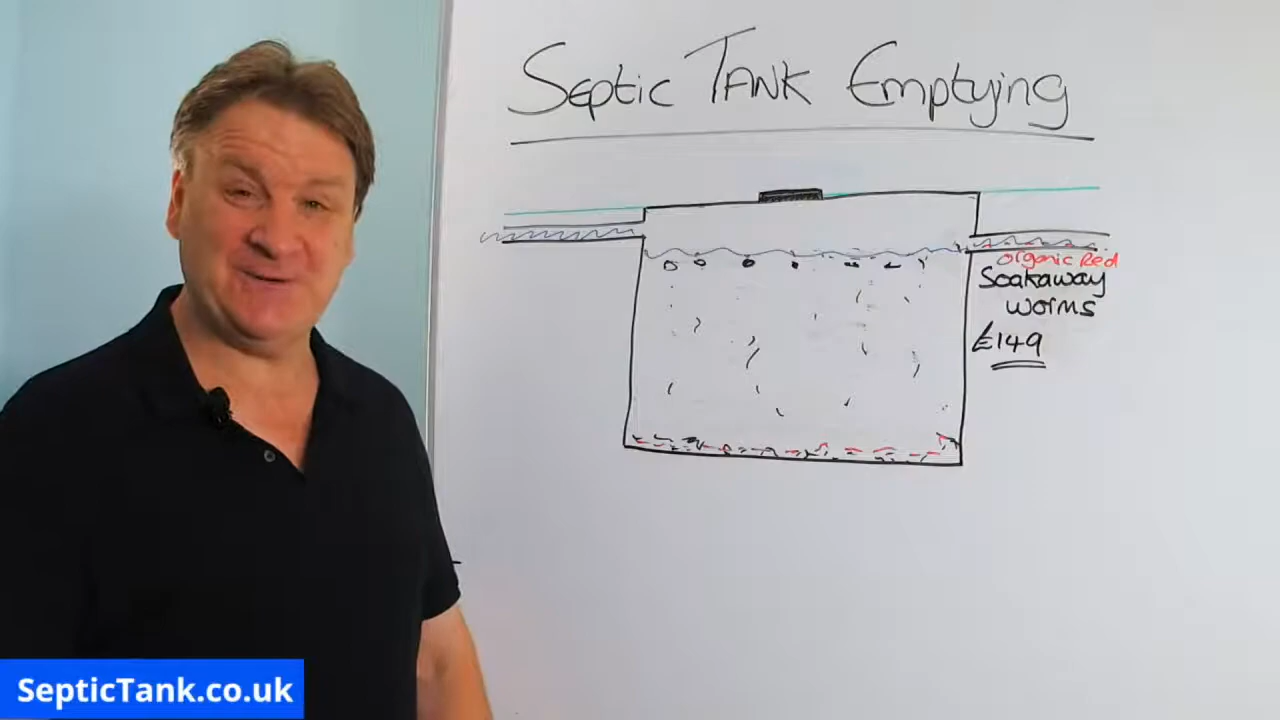 Septic TANK Emptying
organic Red
Soakaway
worms
£149
SepticTank.co.uk